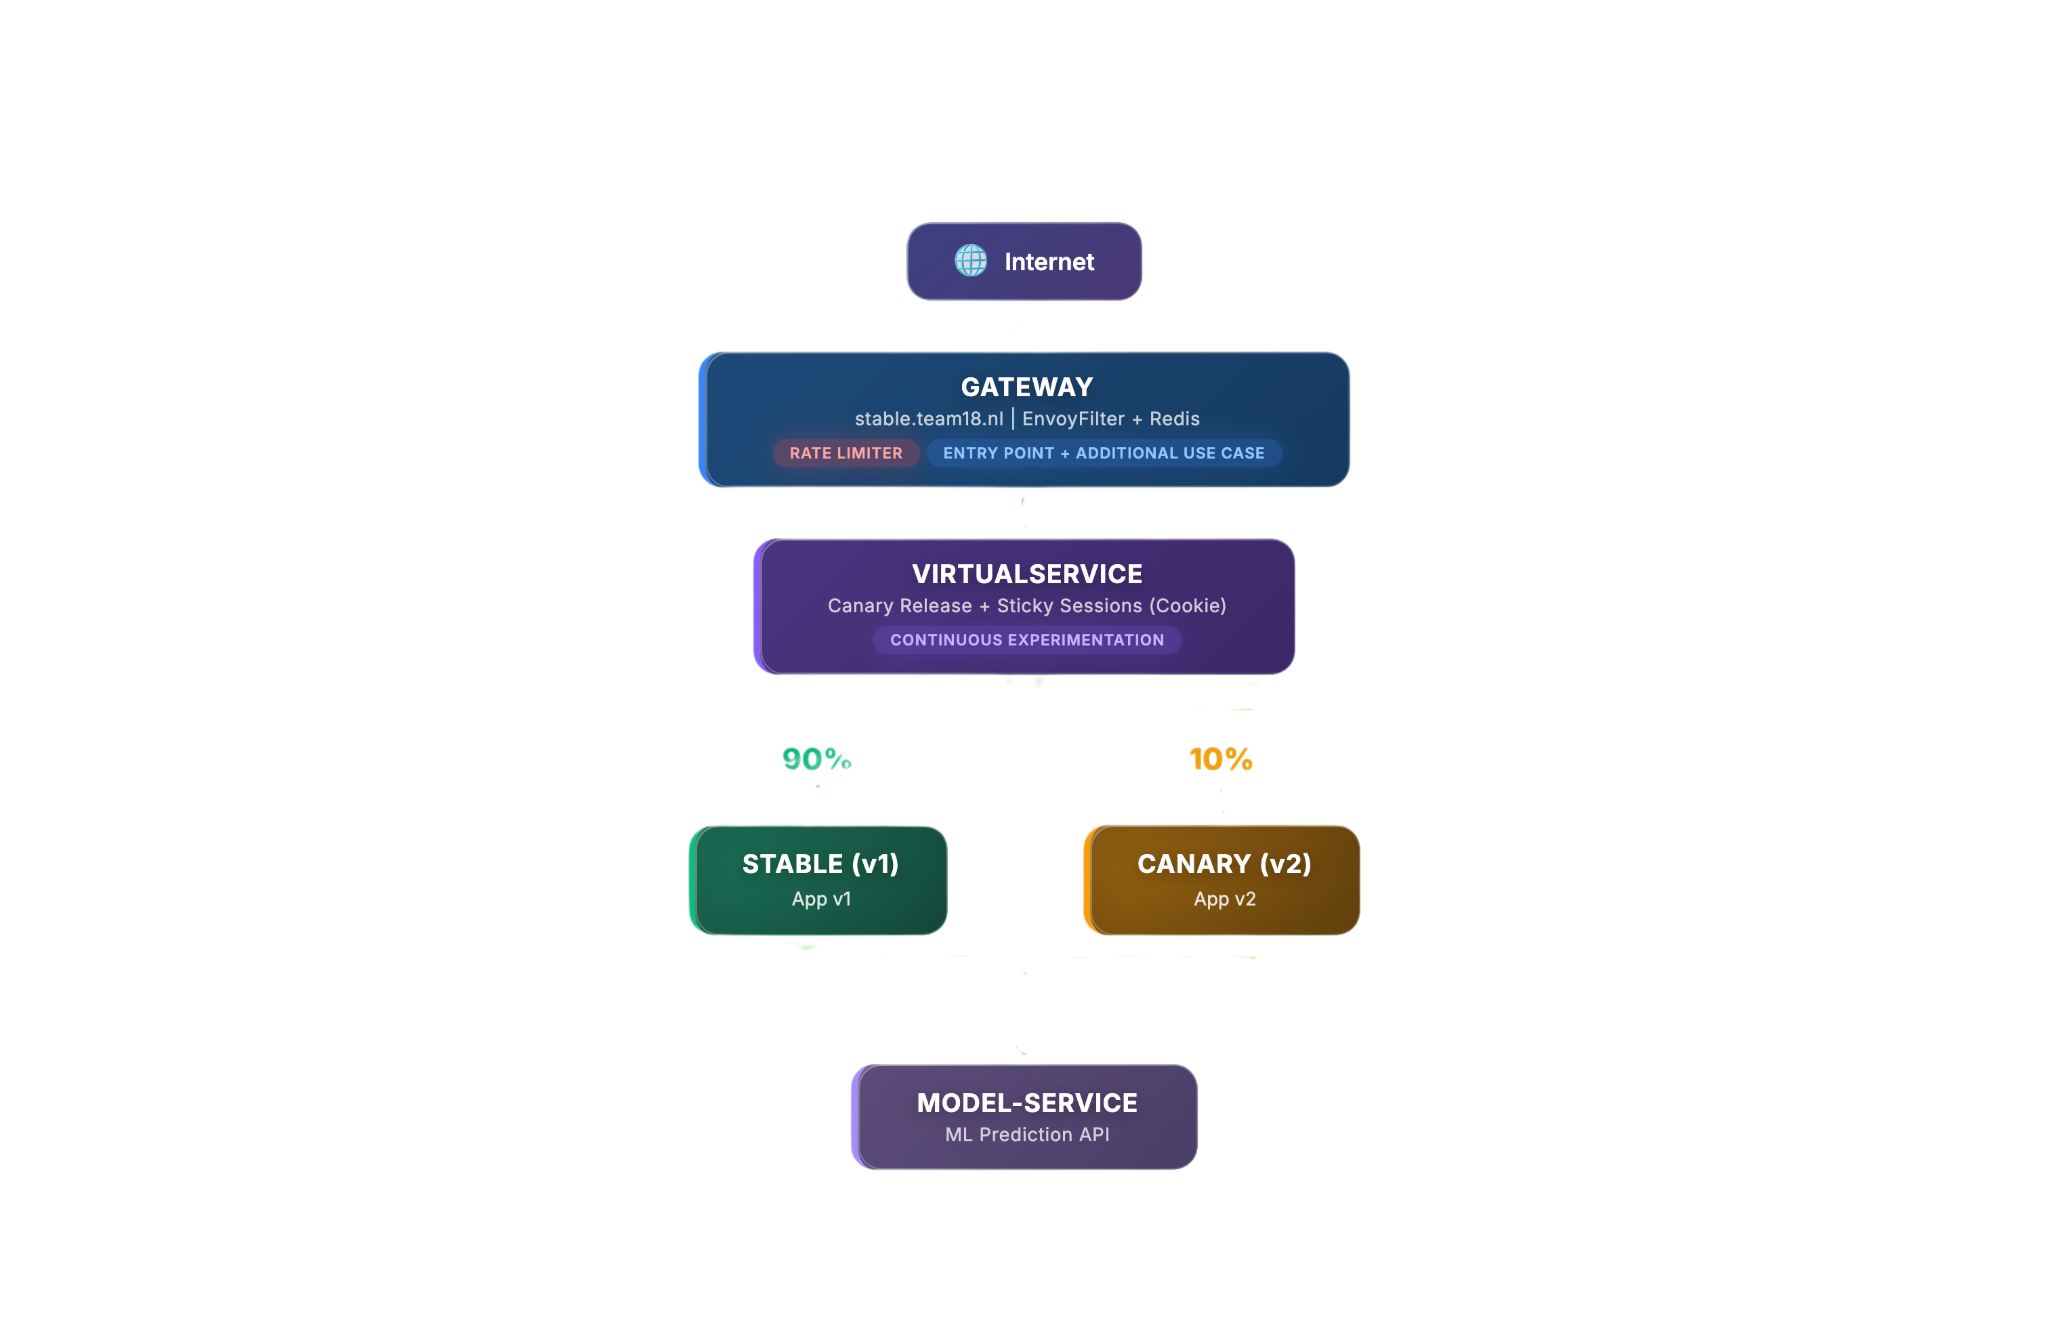 Internet
GATEWAY
stable.team18.nl | EnvoyFilter + Redis
RATE LIMITER ENTRY POINT + ADDITIONAL USE CASE
VIRTUALSERVICE
Canary Release + Sticky Sessions (Cookie)
CONTINUOUS EXPERIMENTATION
90% 10%
STABLE (v1) CANARY (v2)
App v1 App v2
MODEL-SERVICE
ML Prediction API